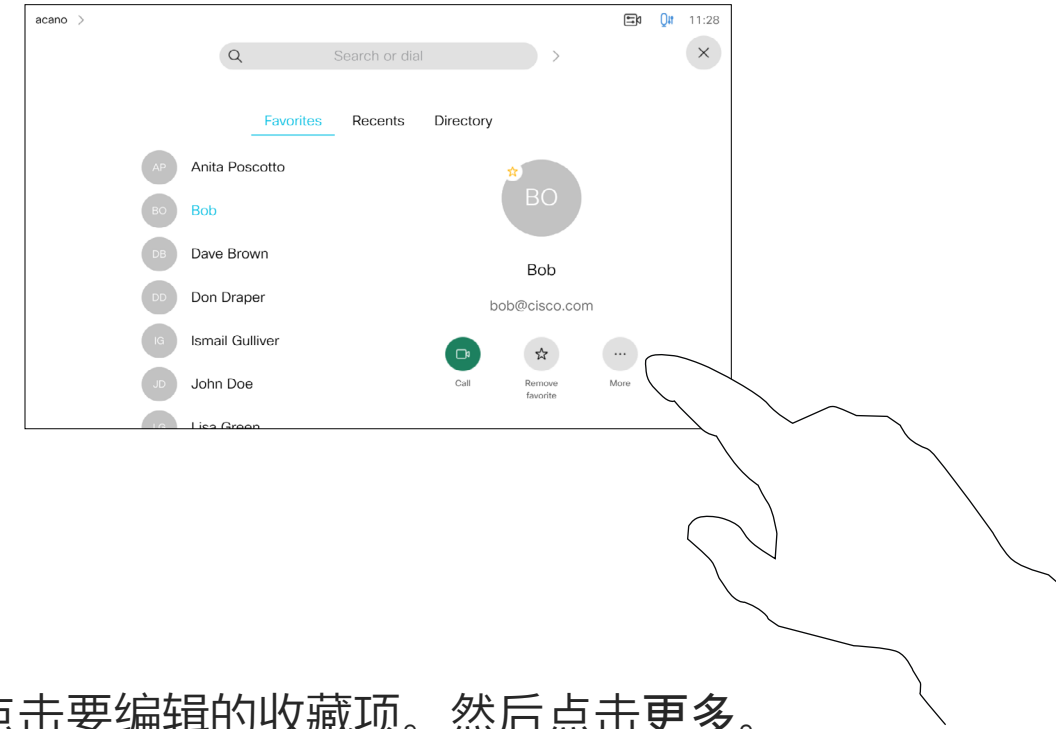 acano
11:28
Search or dial
Favorites Recents Directory
AP Anita Poscotto
BO Bob
DB Dave Brown
DD Don Draper
IG Ismail Gulliver
JD John Doe
LG Lisa Green
BO
Bob
bob@cisco.com
Call
Remove
favorite
More
点击要编辑的收藏项。然后点击更多。